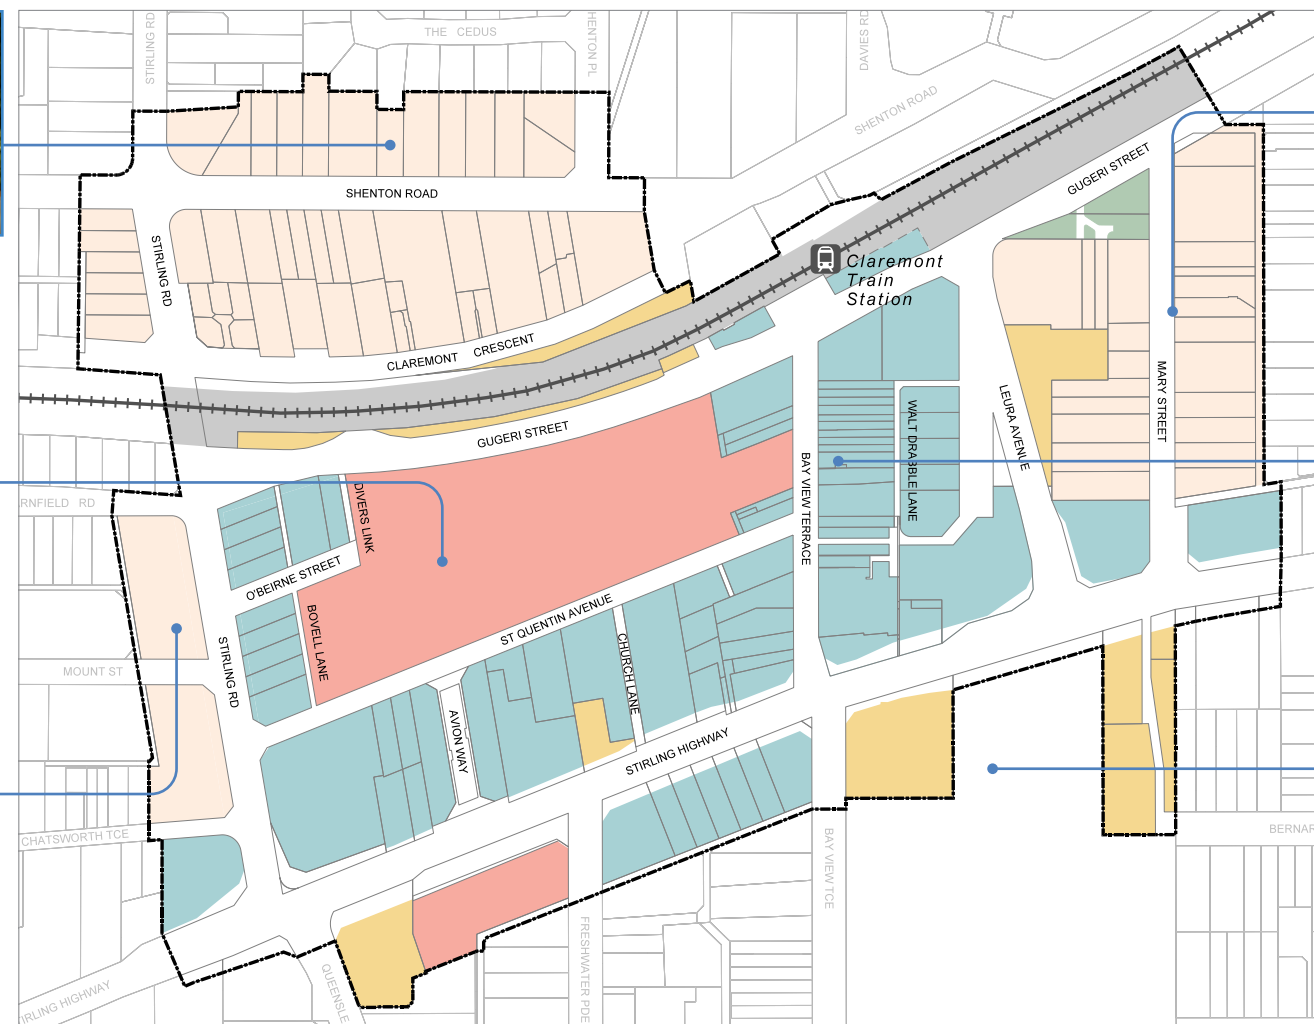 THE CEDUS
STIRLING RD
HENTON PL
DAVIES RD
SHENTON ROAD
SHENTON ROAD
GUGERI STREET
STIRLING RD
Claremont
Train
Station
CLAREMONT CRESCENT
GUGERI STREET
MARY STREET
LEURA AVENUE
WALT DRABBLE LANE
BAY VIEW TERRACE
RNFIELD RD
DIVERS LINK
O'BEIRNE STREET
BOVELL LANE
ST QUENTIN AVENUE
CHURCH LANE
MOUNT ST
STIRLING RD
AVION WAY
STIRLING HIGHWAY
CHATSWORTH TCE
BERNAR
BAY VIEW TCE
FRESHWATER PDE
QUEENSLE
TIRLING HIGHWAY